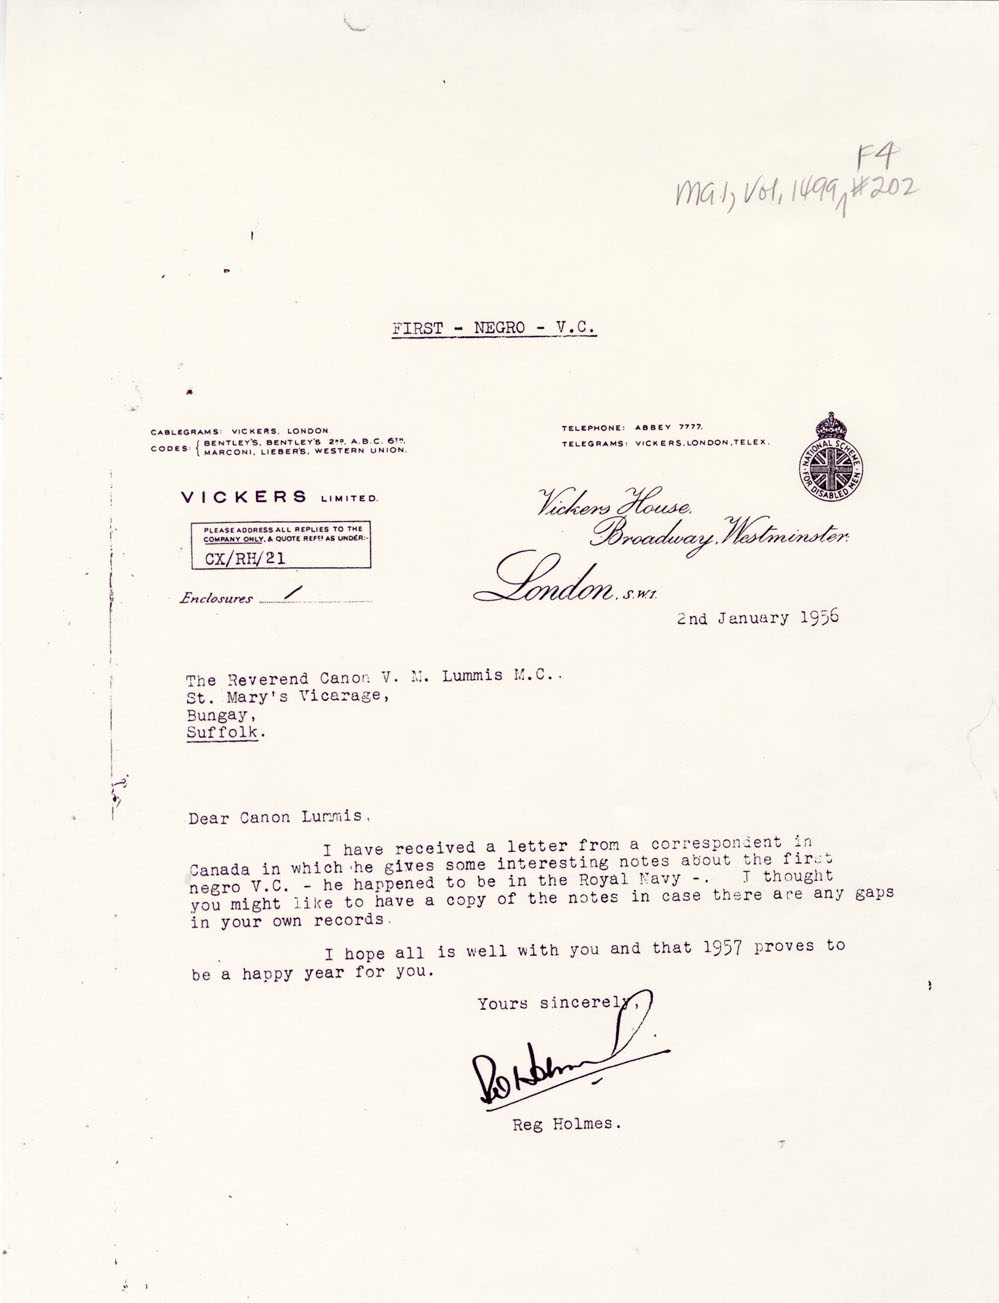 F4
MG1, Vol. 1499, #202
FIRST - NEGRO - V.C.
CABLEGRAMS: VICKERS, LONDON
CODES: { BENTLEY'S, BENTLEY'S 2ND, A.B.C. 6TH,
MARCONI, LIEBER'S, WESTERN UNION.
TELEPHONE: ABBEY 7777.
TELEGRAMS: VICKERS, LONDON, TELEX.
NATIONAL SCHEME FOR DISABLED MEN
VICKERS LIMITED.
PLEASE ADDRESS ALL REPLIES TO THE
COMPANY ONLY, & QUOTE REFCE AS UNDER:-
CX/RH/21
Enclosures /
Vickers House,
Broadway, Westminster.
London, S.W.1.
2nd January 1956
The Reverend Canon V. M. Lummis M.C..
St. Mary's Vicarage,
Bungay,
Suffolk.
Dear Canon Lummis,
I have received a letter from a correspondent in
Canada in which he gives some interesting notes about the first
negro V.C. - he happened to be in the Royal Navy -. I thought
you might like to have a copy of the notes in case there are any gaps
in your own records.
I hope all is well with you and that 1957 proves to
be a happy year for you.
Yours sincerely,
Reg Holmes
Reg Holmes.